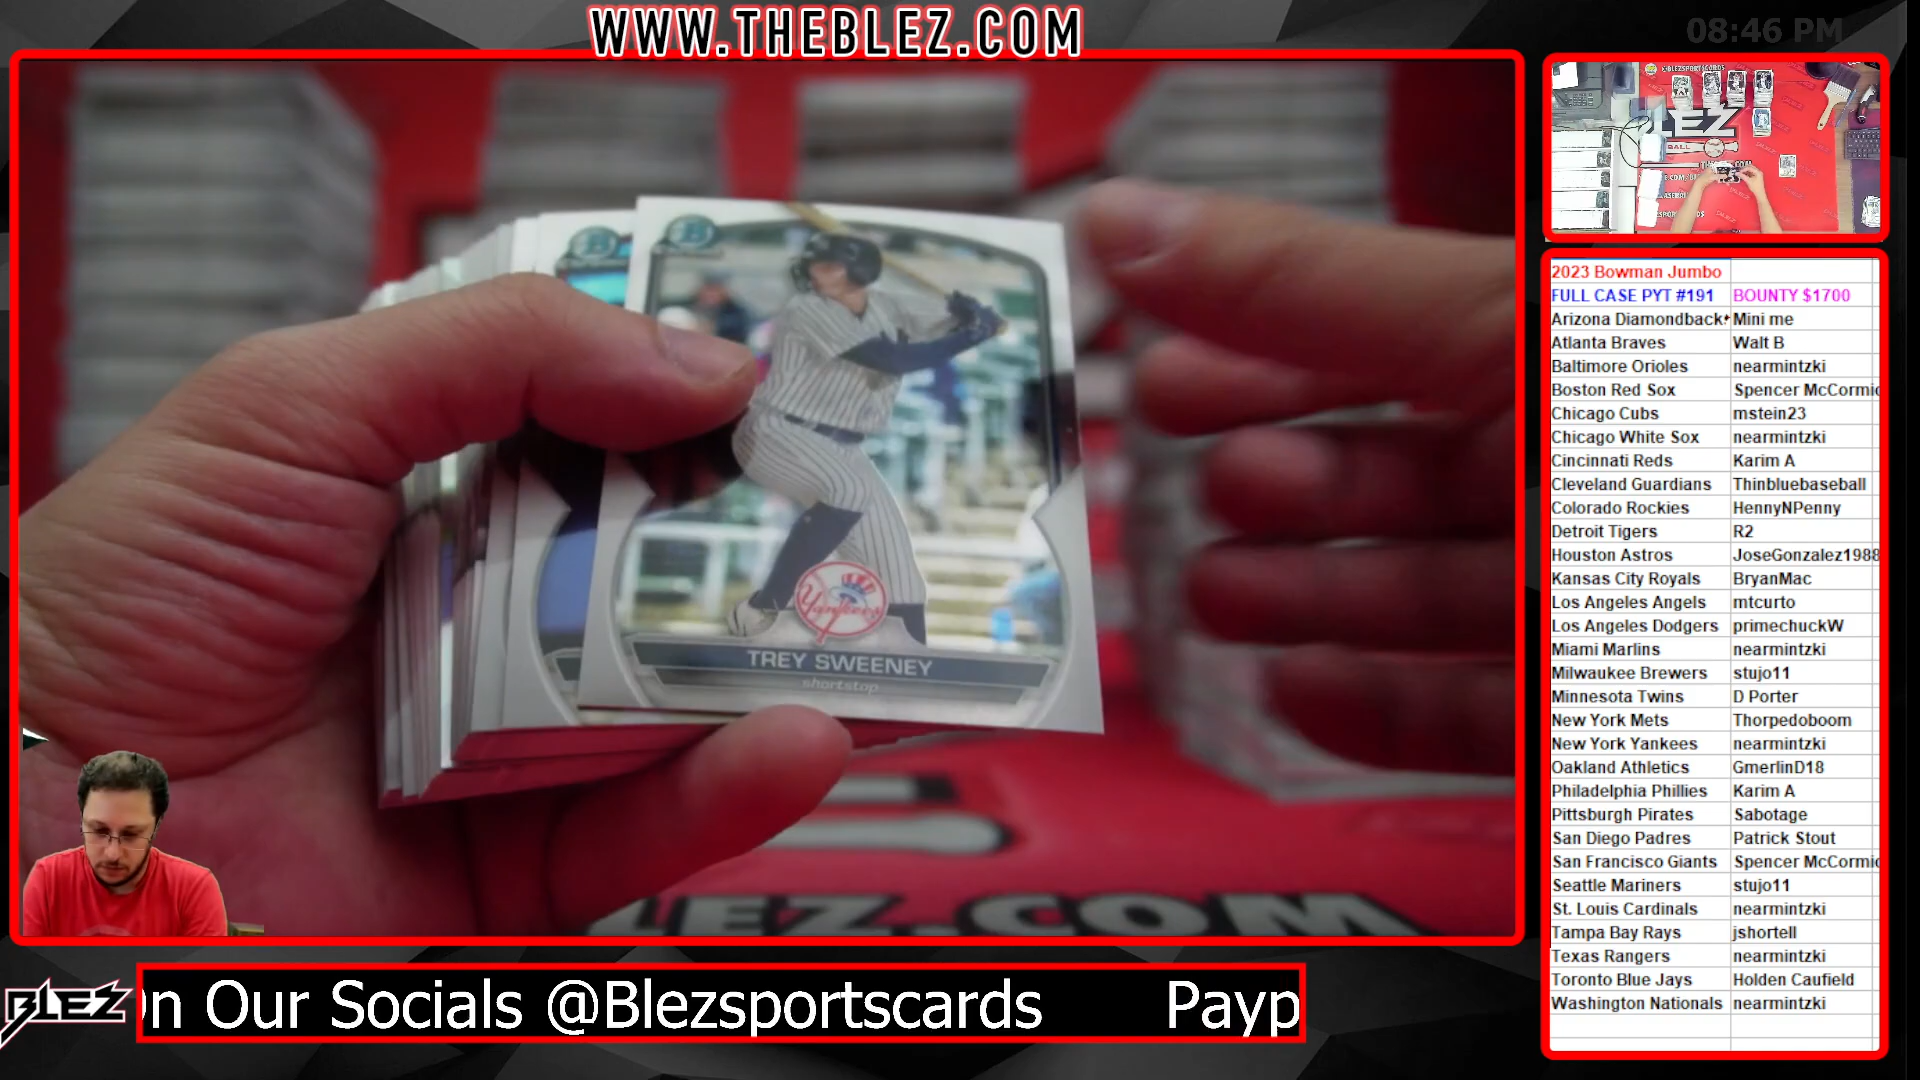 WWW.THEBLEZ.COM
08:46 PM
TREY SWEENEY
shortstop
Yankees
LEZ.COM
BLEZ
n Our Socials @Blezsportscards Payp
2023 Bowman Jumbo
FULL CASE PYT #191 BOUNTY $1700
Arizona Diamondbacks Mini me
Atlanta Braves Walt B
Baltimore Orioles nearmintzki
Boston Red Sox Spencer McCormic
Chicago Cubs mstein23
Chicago White Sox nearmintzki
Cincinnati Reds Karim A
Cleveland Guardians Thinbluebaseball
Colorado Rockies HennyNPenny
Detroit Tigers R2
Houston Astros JoseGonzalez1988
Kansas City Royals BryanMac
Los Angeles Angels mtcurto
Los Angeles Dodgers primechuckW
Miami Marlins nearmintzki
Milwaukee Brewers stujo11
Minnesota Twins D Porter
New York Mets Thorpedoboom
New York Yankees nearmintzki
Oakland Athletics GmerlinD18
Philadelphia Phillies Karim A
Pittsburgh Pirates Sabotage
San Diego Padres Patrick Stout
San Francisco Giants Spencer McCormic
Seattle Mariners stujo11
St. Louis Cardinals nearmintzki
Tampa Bay Rays jshortell
Texas Rangers nearmintzki
Toronto Blue Jays Holden Caufield
Washington Nationals nearmintzki